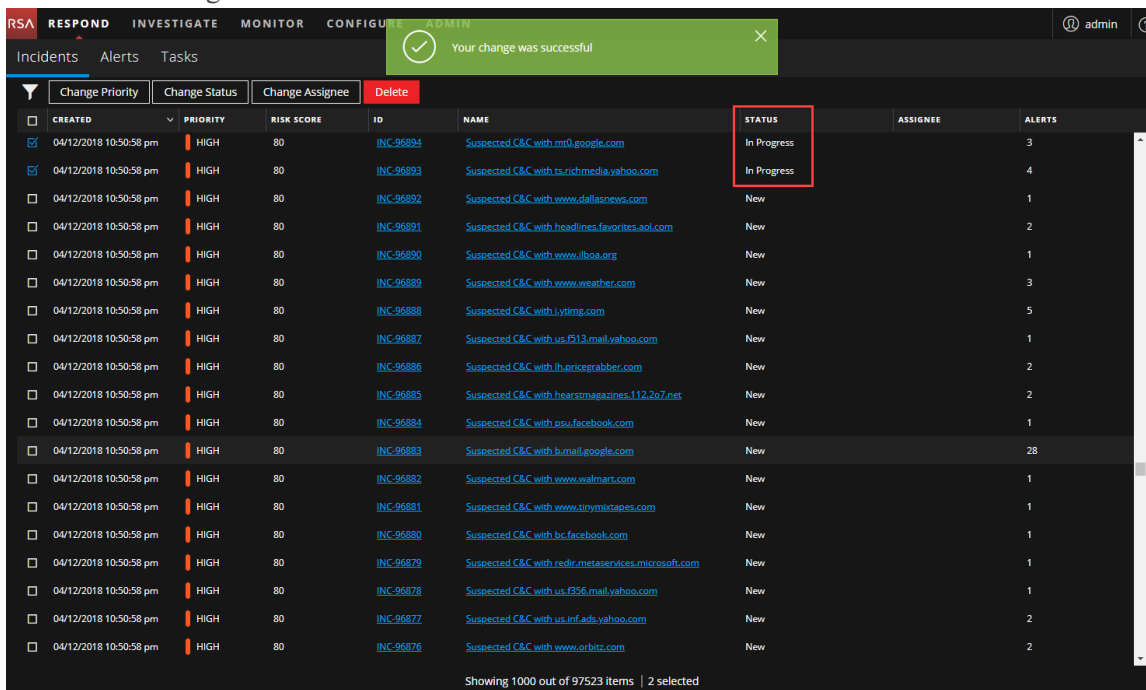 RSA RESPOND INVESTIGATE MONITOR CONFIGURE ADMIN admin
Your change was successful
Incidents Alerts Tasks
Change Priority Change Status Change Assignee Delete
CREATED PRIORITY RISK SCORE ID NAME STATUS ASSIGNEE ALERTS
04/12/2018 10:50:58 pm HIGH 80 INC-96894 Suspected C&C with mt0.google.com In Progress 3
04/12/2018 10:50:58 pm HIGH 80 INC-96893 Suspected C&C with ts.richmedia.yahoo.com In Progress 4
04/12/2018 10:50:58 pm HIGH 80 INC-96892 Suspected C&C with www.dallasnews.com New 1
04/12/2018 10:50:58 pm HIGH 80 INC-96891 Suspected C&C with headlines.favorites.aol.com New 2
04/12/2018 10:50:58 pm HIGH 80 INC-96890 Suspected C&C with www.ilboa.org New 1
04/12/2018 10:50:58 pm HIGH 80 INC-96889 Suspected C&C with www.weather.com New 3
04/12/2018 10:50:58 pm HIGH 80 INC-96888 Suspected C&C with i.ytimg.com New 5
04/12/2018 10:50:58 pm HIGH 80 INC-96887 Suspected C&C with us.f513.mail.yahoo.com New 1
04/12/2018 10:50:58 pm HIGH 80 INC-96886 Suspected C&C with lh.pricegrabber.com New 2
04/12/2018 10:50:58 pm HIGH 80 INC-96885 Suspected C&C with hearstmagazines.112.2o7.net New 2
04/12/2018 10:50:58 pm HIGH 80 INC-96884 Suspected C&C with psu.facebook.com New 1
04/12/2018 10:50:58 pm HIGH 80 INC-96883 Suspected C&C with b.mail.google.com New 28
04/12/2018 10:50:58 pm HIGH 80 INC-96882 Suspected C&C with www.walmart.com New 1
04/12/2018 10:50:58 pm HIGH 80 INC-96881 Suspected C&C with www.tinymixtapes.com New 1
04/12/2018 10:50:58 pm HIGH 80 INC-96880 Suspected C&C with bc.facebook.com New 1
04/12/2018 10:50:58 pm HIGH 80 INC-96879 Suspected C&C with redir.metaservices.microsoft.com New 1
04/12/2018 10:50:58 pm HIGH 80 INC-96878 Suspected C&C with us.f356.mail.yahoo.com New 1
04/12/2018 10:50:58 pm HIGH 80 INC-96877 Suspected C&C with us.inf.ads.yahoo.com New 2
04/12/2018 10:50:58 pm HIGH 80 INC-96876 Suspected C&C with www.orbitz.com New 2
Showing 1000 out of 97523 items | 2 selected